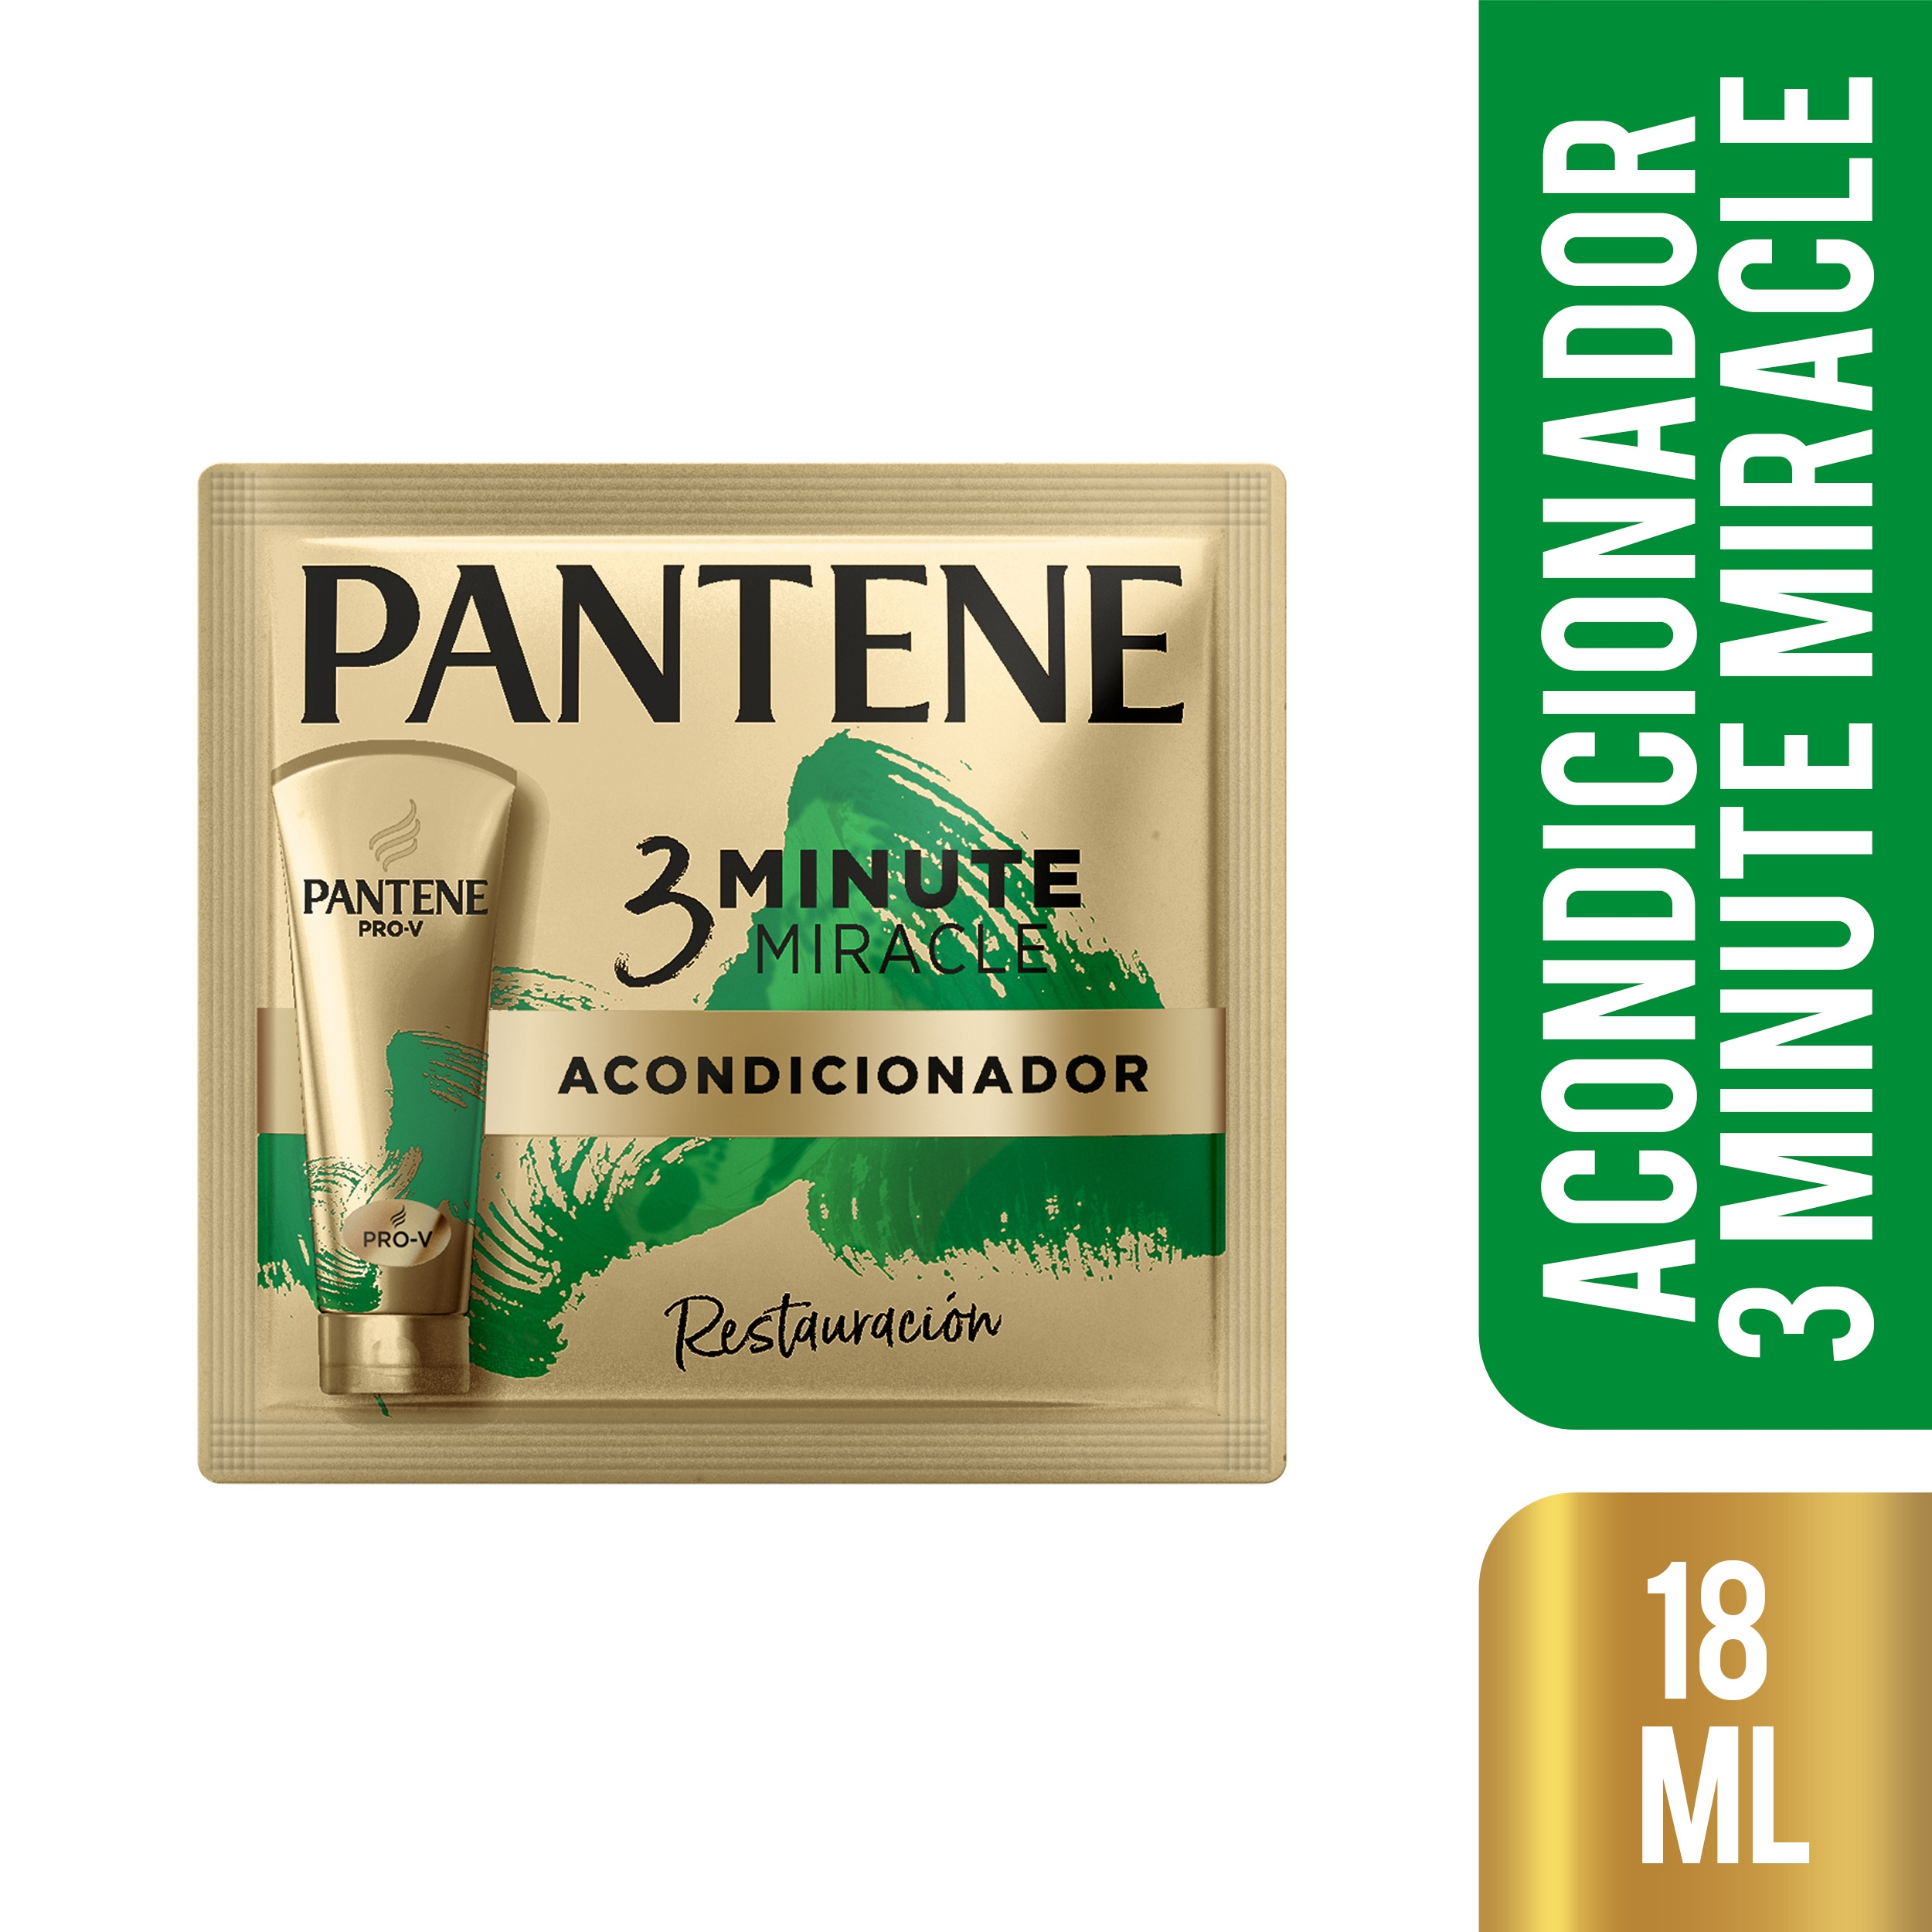 PANTENE
3 MINUTE
MIRACLE
PANTENE
PRO-V
ACONDICIONADOR
PRO-V
Restauración
ACONDICIONADOR
3 MINUTE MIRACLE
18
ML